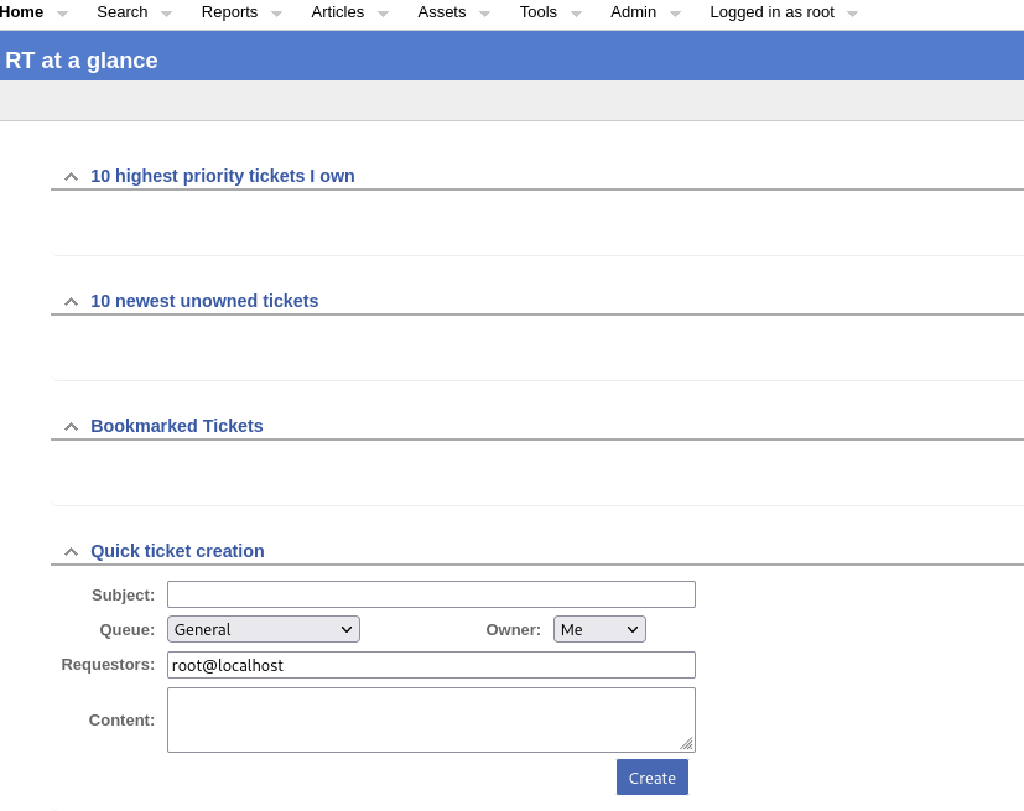 Home Search Reports Articles Assets Tools Admin Logged in as root
RT at a glance
10 highest priority tickets I own
10 newest unowned tickets
Bookmarked Tickets
Quick ticket creation
Subject:
Queue: General Owner: Me
Requestors: root@localhost
Content:
Create